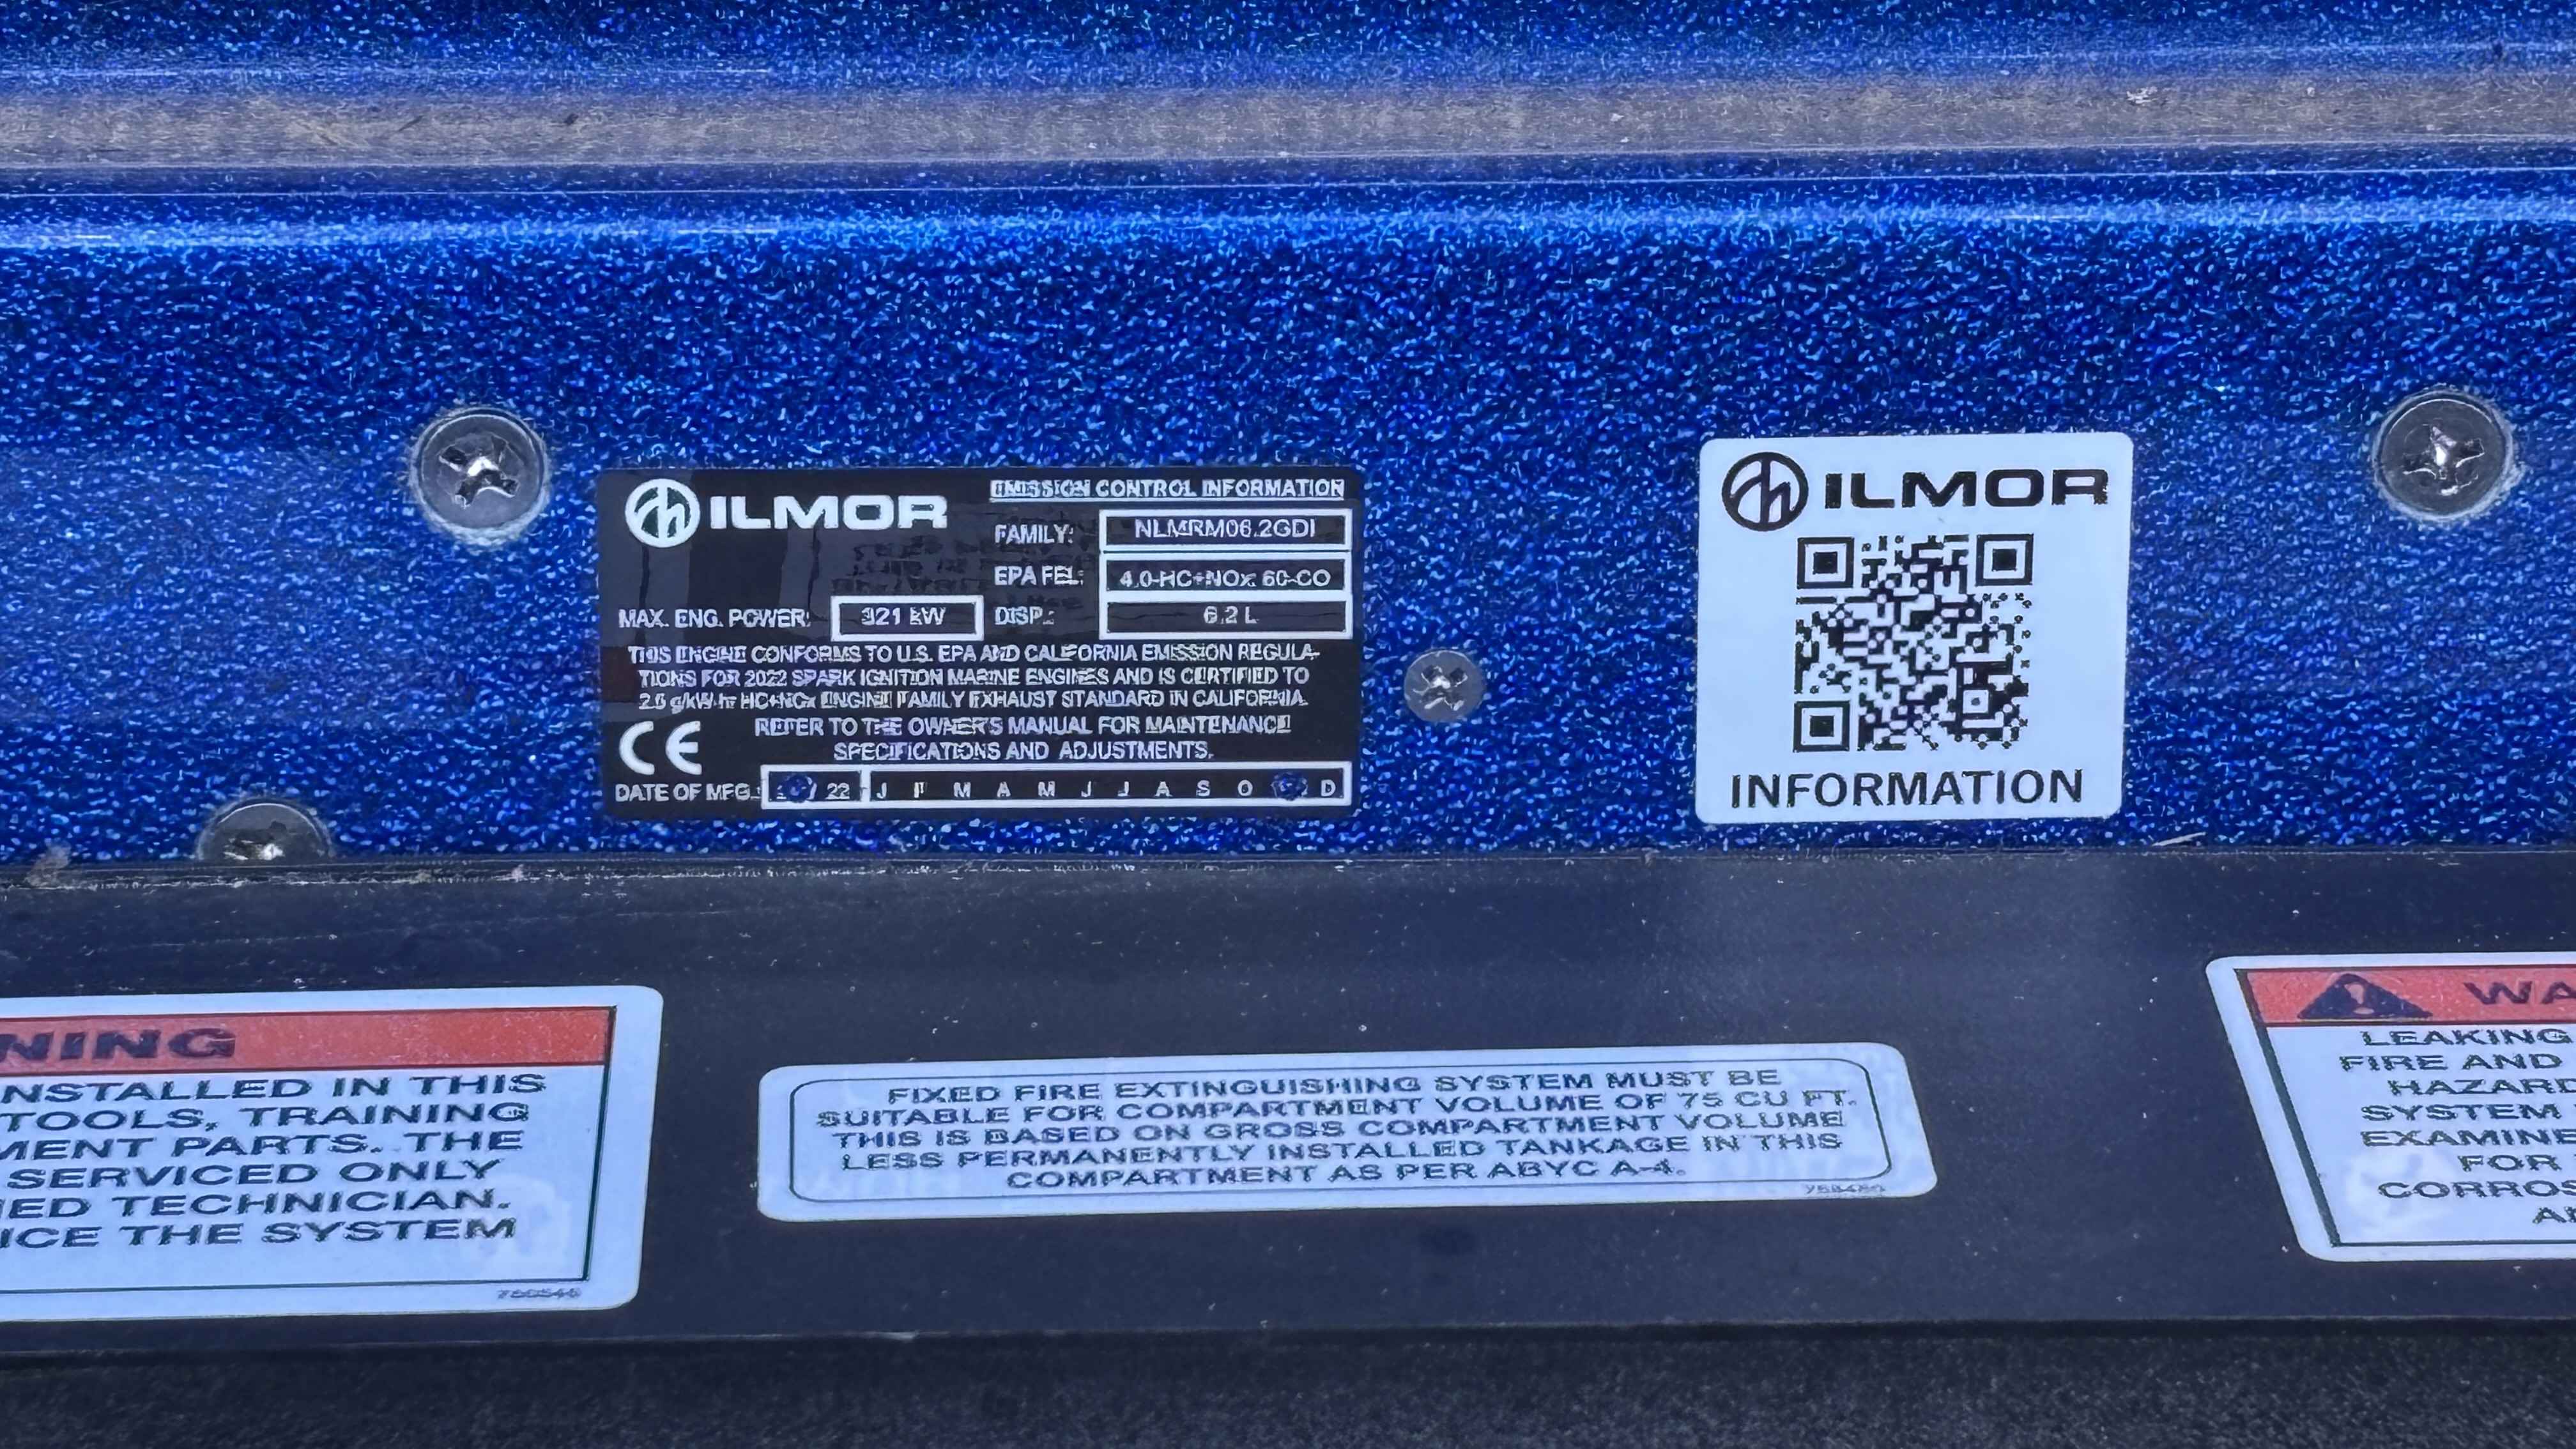 ILMOR
EMISSION CONTROL INFORMATION
FAMILY: NLMRM06.2GDI
EPA FEL: 4.0-HC+NOx 60-CO
MAX. ENG. POWER: 321 kW
DISP.: 6.2 L
THIS ENGINE CONFORMS TO U.S. EPA AND CALIFORNIA EMISSION REGULA-
TIONS FOR 2022 SPARK IGNITION MARINE ENGINES AND IS CERTIFIED TO
g/kW-hr HC+NOx ENGINE FAMILY EXHAUST STANDARD IN CALIFORNIA.
REFER TO THE OWNER'S MANUAL FOR MAINTENANCE
SPECIFICATIONS AND ADJUSTMENTS.
CE
DATE OF MFG. / 22 J F M A M J J A S O D
ILMOR
INFORMATION
NING
NSTALLED IN THIS
TOOLS, TRAINING
MENT PARTS. THE
SERVICED ONLY
IED TECHNICIAN.
ICE THE SYSTEM
FIXED FIRE EXTINGUISHING SYSTEM MUST BE
SUITABLE FOR COMPARTMENT VOLUME OF 75 CU FT.
THIS IS BASED ON GROSS COMPARTMENT VOLUME
LESS PERMANENTLY INSTALLED TANKAGE IN THIS
COMPARTMENT AS PER ABYC A-4.
WA
LEAKING
FIRE AND
HAZARD
SYSTEM
EXAMINE
FOR
CORROS